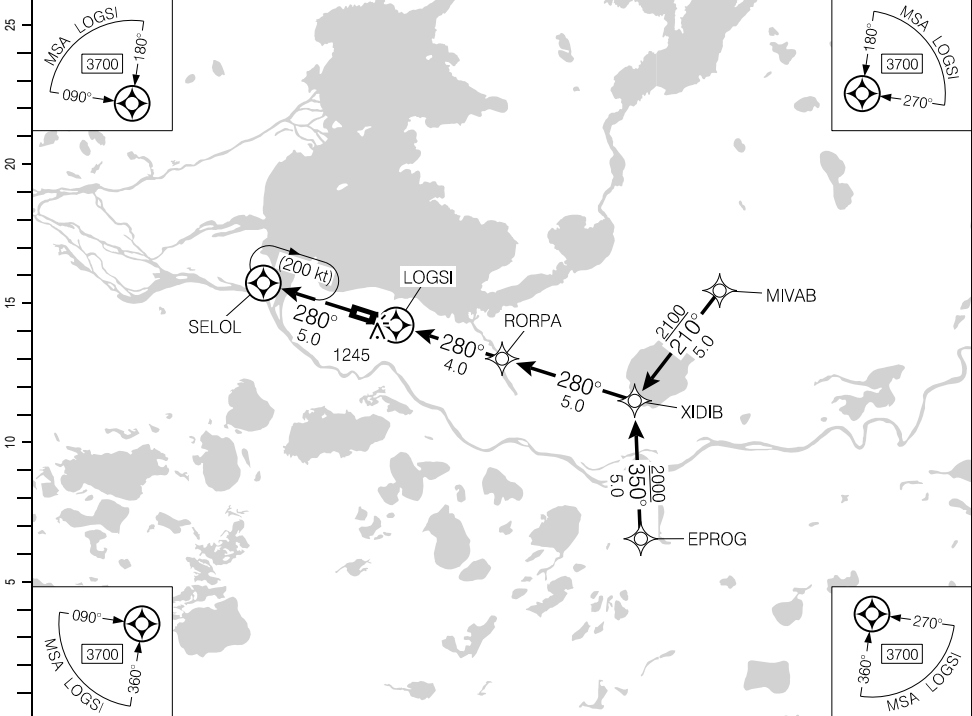 25
20
15
10
5
MSA LOGSI
3700
180°
090°
MSA LOGSI
3700
180°
270°
(200 kt)
LOGSI
SELOL
280°
5.0
1245
RORPA
280°
4.0
MIVAB
2100
210°
5.0
280°
5.0
XIDIB
2000
350°
5.0
EPROG
090°
3700
360°
MSA LOGSI
270°
3700
360°
MSA LOGSI